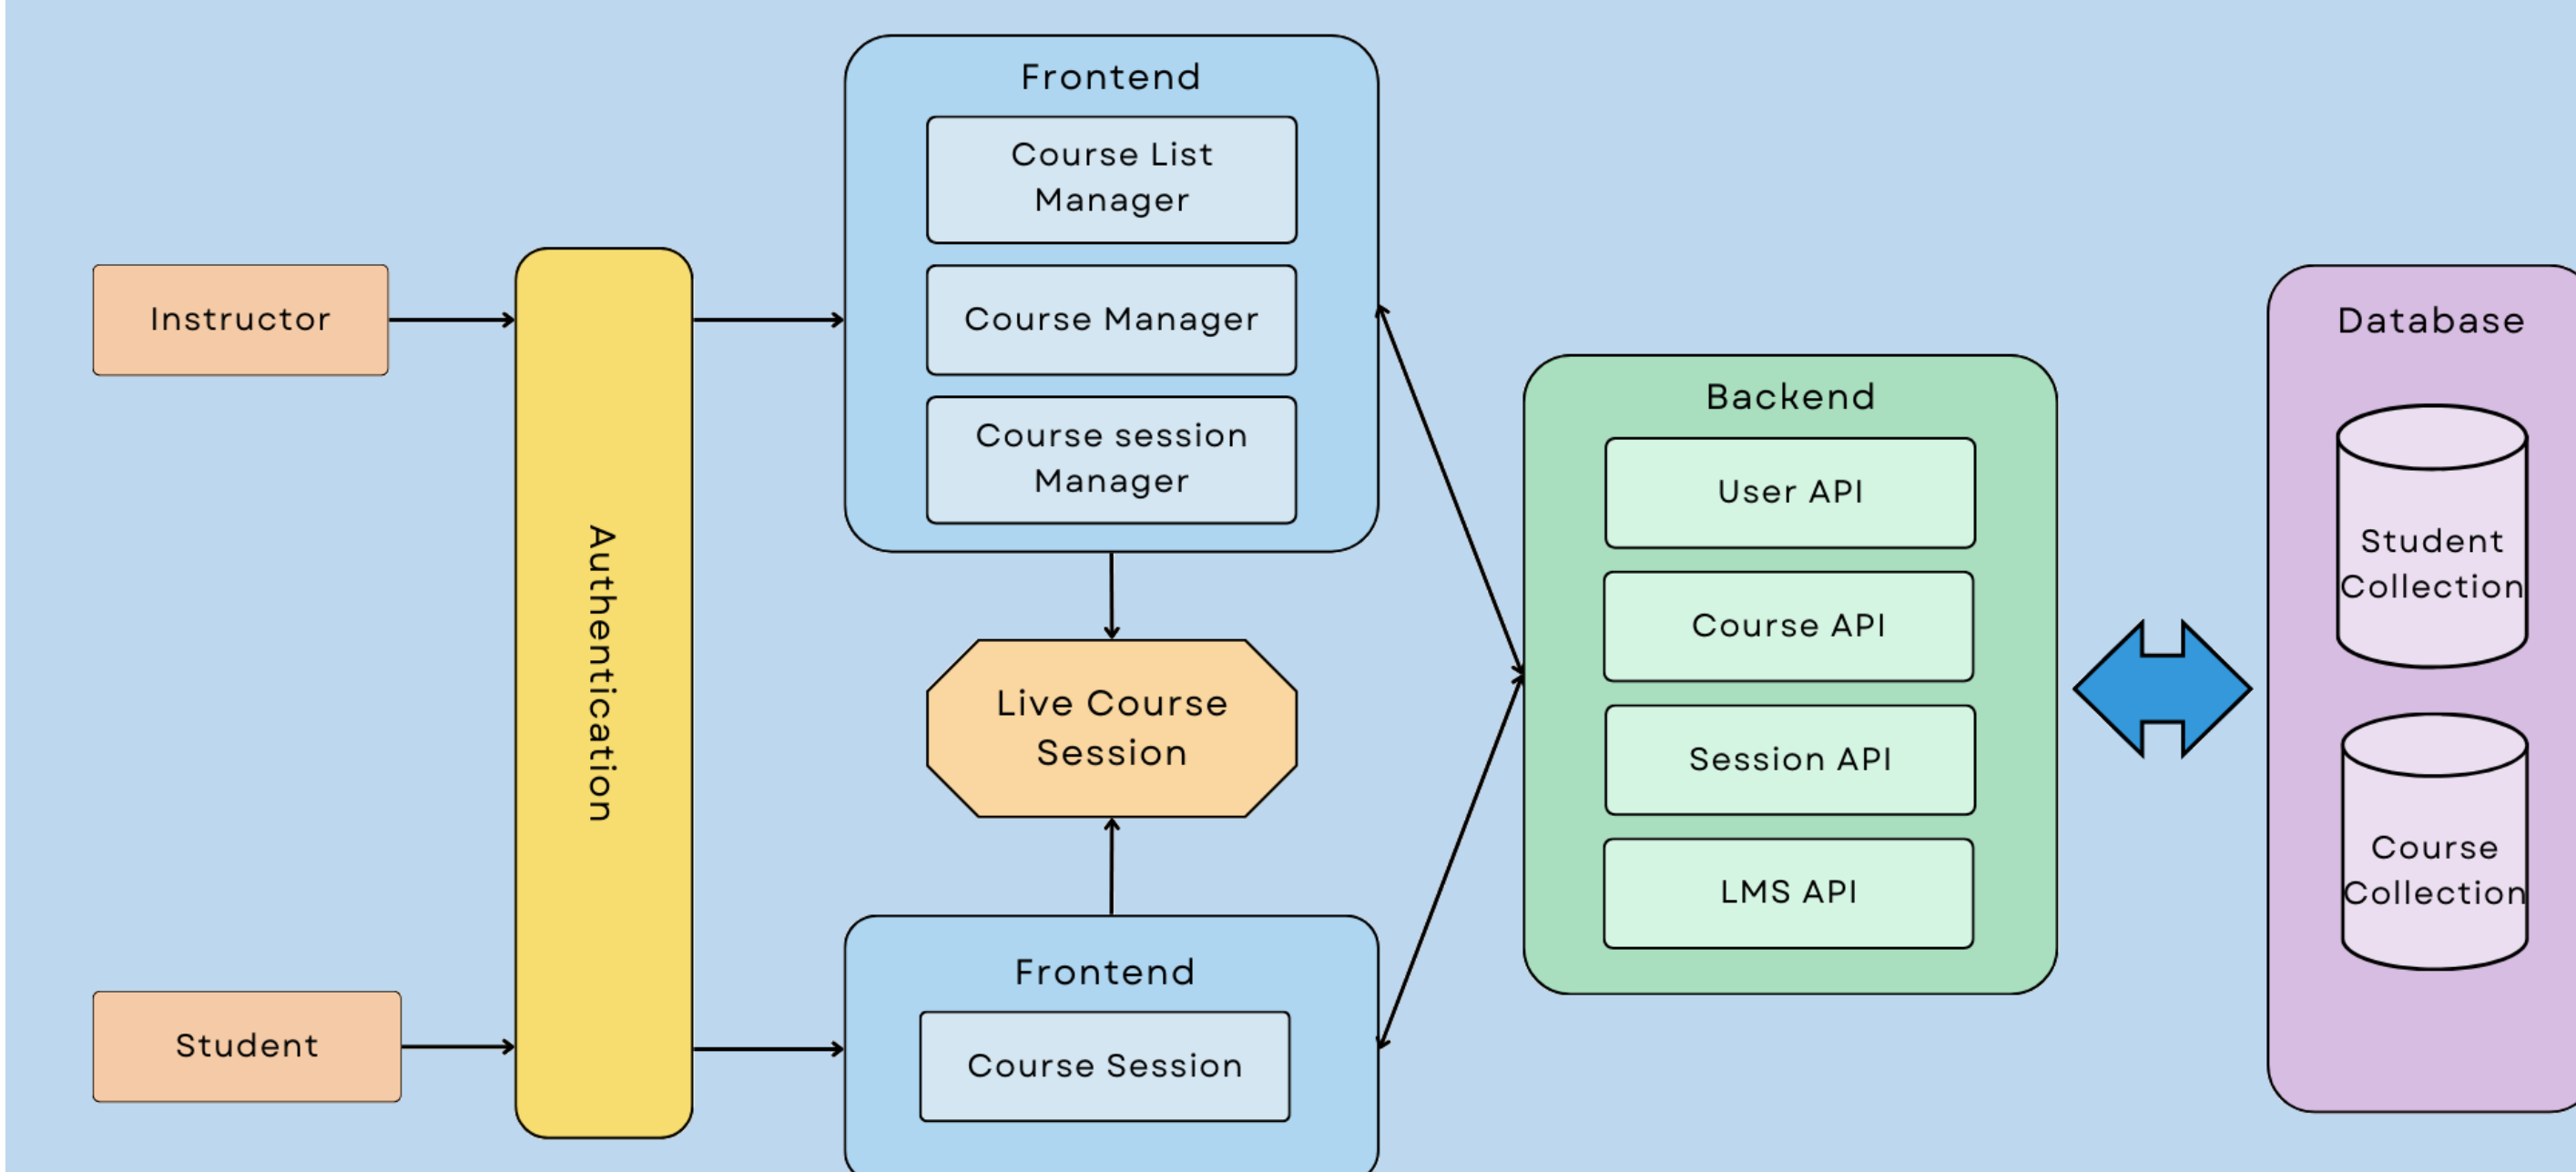 Frontend
Course List
Manager
Instructor
Course Manager
Course session
Manager
Authentication
Live Course
Session
Frontend
Course Session
Student
Backend
User API
Course API
Session API
LMS API
Database
Student
Collection
Course
Collection